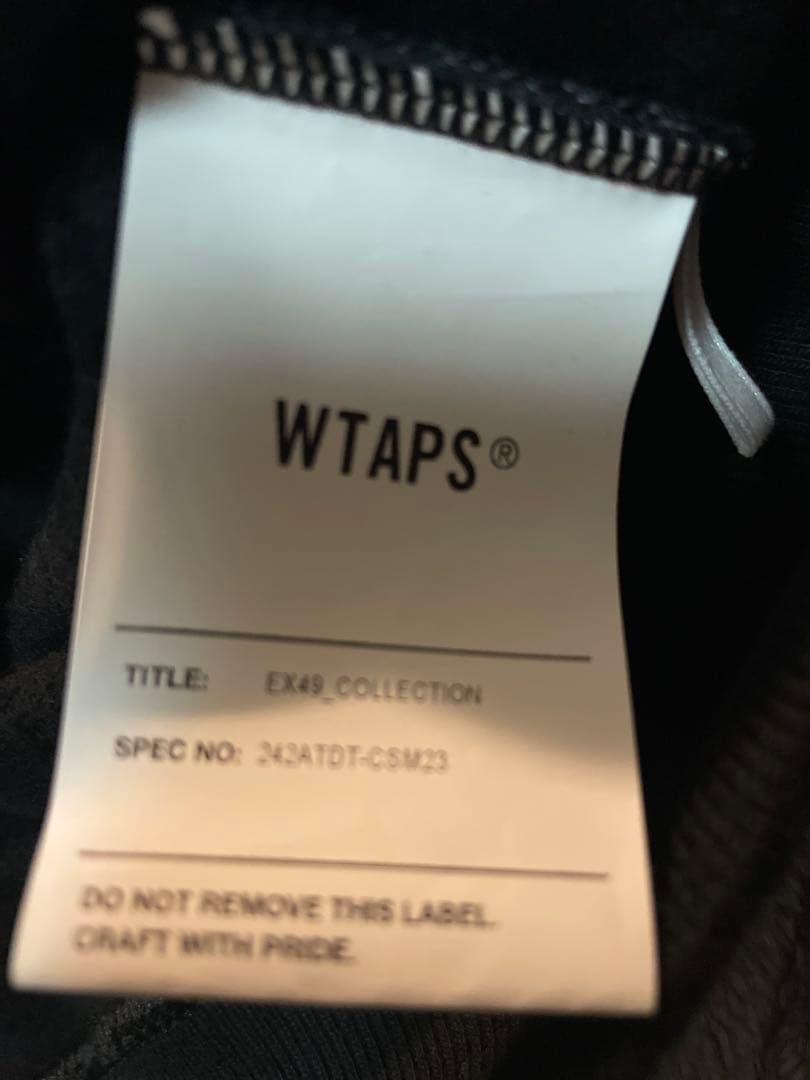 WTAPS®
TITLE: EX49_COLLECTION
SPEC NO: 242ATDT-CSM23
DO NOT REMOVE THIS LABEL.
CRAFT WITH PRIDE.